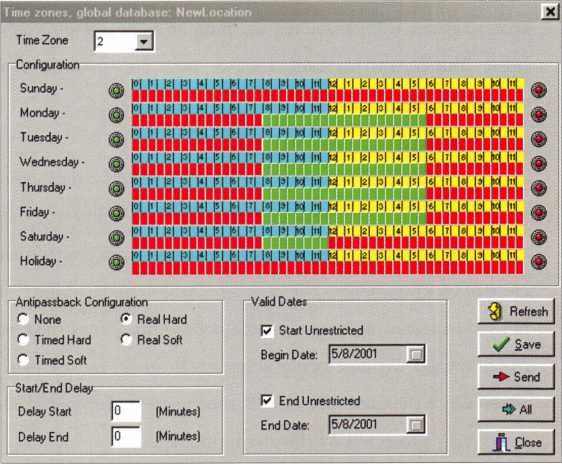 Time zones, global database: NewLocation
Time Zone 2
Configuration
Sunday - 0 1 2 3 4 5 6 7 8 9 10 11 12 1 2 3 4 5 6 7 8 9 10 11
Monday - 0 1 2 3 4 5 6 7 8 9 10 11 12 1 2 3 4 5 6 7 8 9 10 11
Tuesday - 0 1 2 3 4 5 6 7 8 9 10 11 12 1 2 3 4 5 6 7 8 9 10 11
Wednesday - 0 1 2 3 4 5 6 7 8 9 10 11 12 1 2 3 4 5 6 7 8 9 10 11
Thursday - 0 1 2 3 4 5 6 7 8 9 10 11 12 1 2 3 4 5 6 7 8 9 10 11
Friday - 0 1 2 3 4 5 6 7 8 9 10 11 12 1 2 3 4 5 6 7 8 9 10 11
Saturday - 0 1 2 3 4 5 6 7 8 9 10 11 12 1 2 3 4 5 6 7 8 9 10 11
Holiday - 0 1 2 3 4 5 6 7 8 9 10 11 12 1 2 3 4 5 6 7 8 9 10 11
Antipassback Configuration
None Real Hard
Timed Hard Real Soft
Timed Soft
Start/End Delay
Delay Start 0 (Minutes)
Delay End 0 (Minutes)
Valid Dates
Start Unrestricted
Begin Date: 5/8/2001
End Unrestricted
End Date: 5/8/2001
Refresh
Save
Send
All
Close